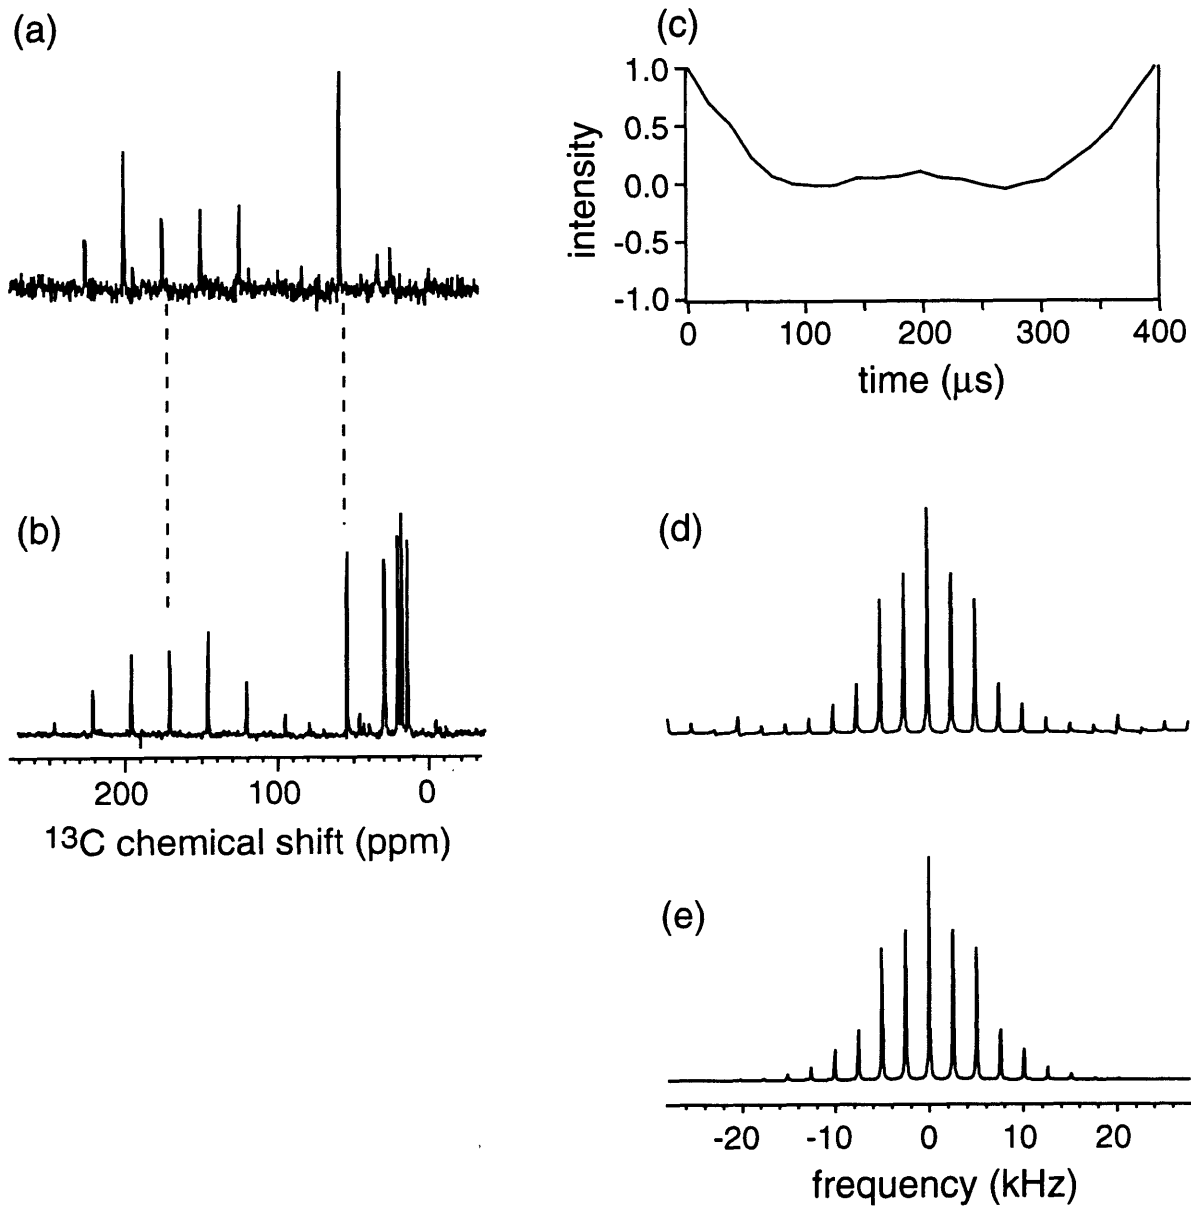 (a)
(b)
200 100 0
13C chemical shift (ppm)
(c)
intensity
1.0
0.5
0.0
-0.5
-1.0
0 100 200 300 400
time (μs)
(d)
(e)
-20 -10 0 10 20
frequency (kHz)